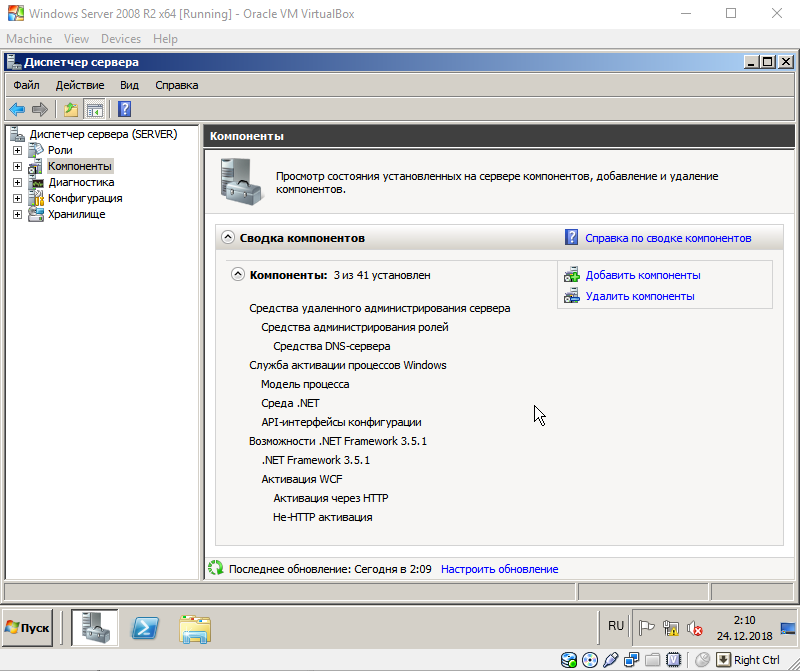 Windows Server 2008 R2 x64 [Running] - Oracle VM VirtualBox
Machine View Devices Help
Диспетчер сервера
Файл Действие Вид Справка
Диспетчер сервера (SERVER)
Роли
Компоненты
Диагностика
Конфигурация
Хранилище
Компоненты
Просмотр состояния установленных на сервере компонентов, добавление и удаление
компонентов.
Сводка компонентов
Справка по сводке компонентов
Компоненты: 3 из 41 установлен
Добавить компоненты
Удалить компоненты
Средства удаленного администрирования сервера
Средства администрирования ролей
Средства DNS-сервера
Служба активации процессов Windows
Модель процесса
Среда .NET
API-интерфейсы конфигурации
Возможности .NET Framework 3.5.1
.NET Framework 3.5.1
Активация WCF
Активация через HTTP
Не-HTTP активация
Последнее обновление: Сегодня в 2:09 Настроить обновление
Пуск
RU
2:10
24.12.2018
Right Ctrl